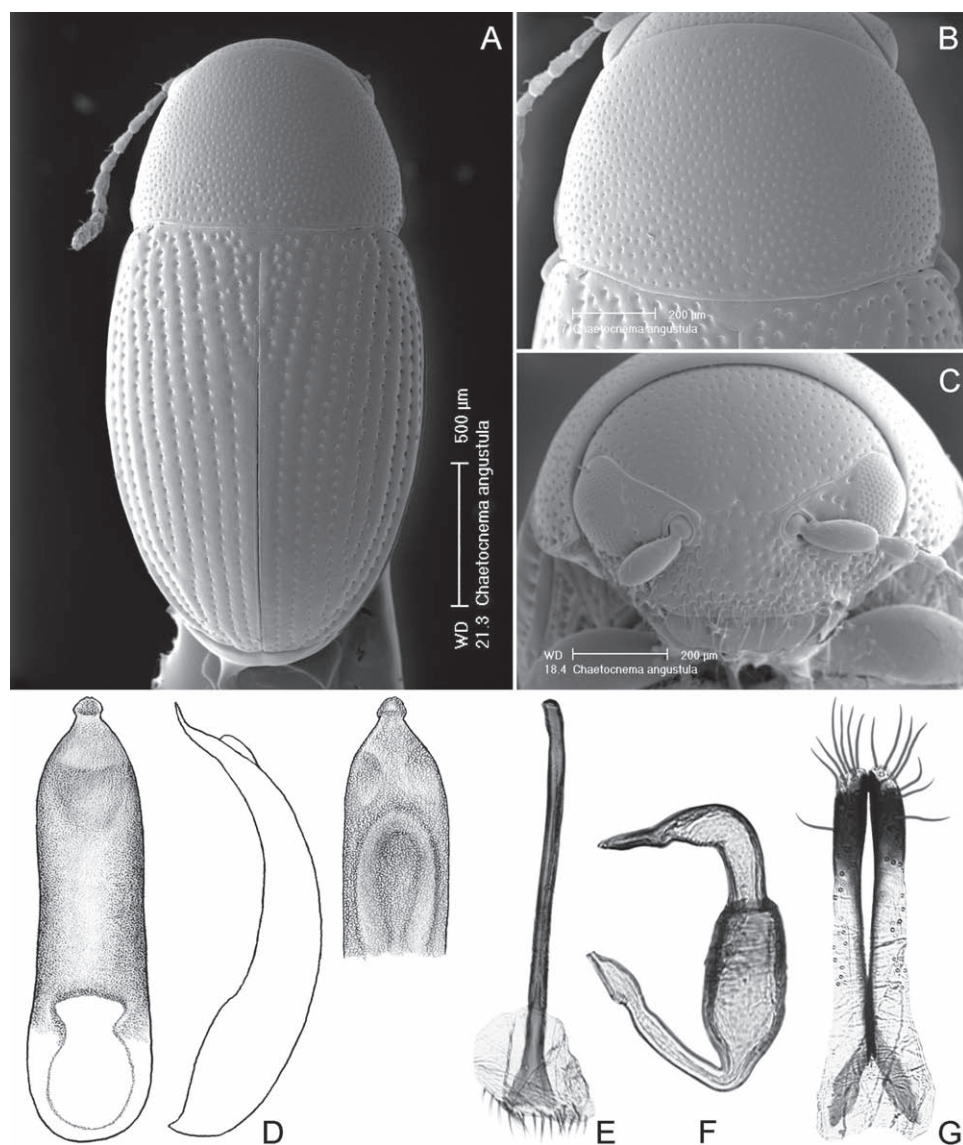 A
WD
500 µm
21.3 Chaetocnema angustula
B
200 µm
Chaetocnema angustula
C
WD
200 µm
18.4 Chaetocnema angustula
D
E
F
G